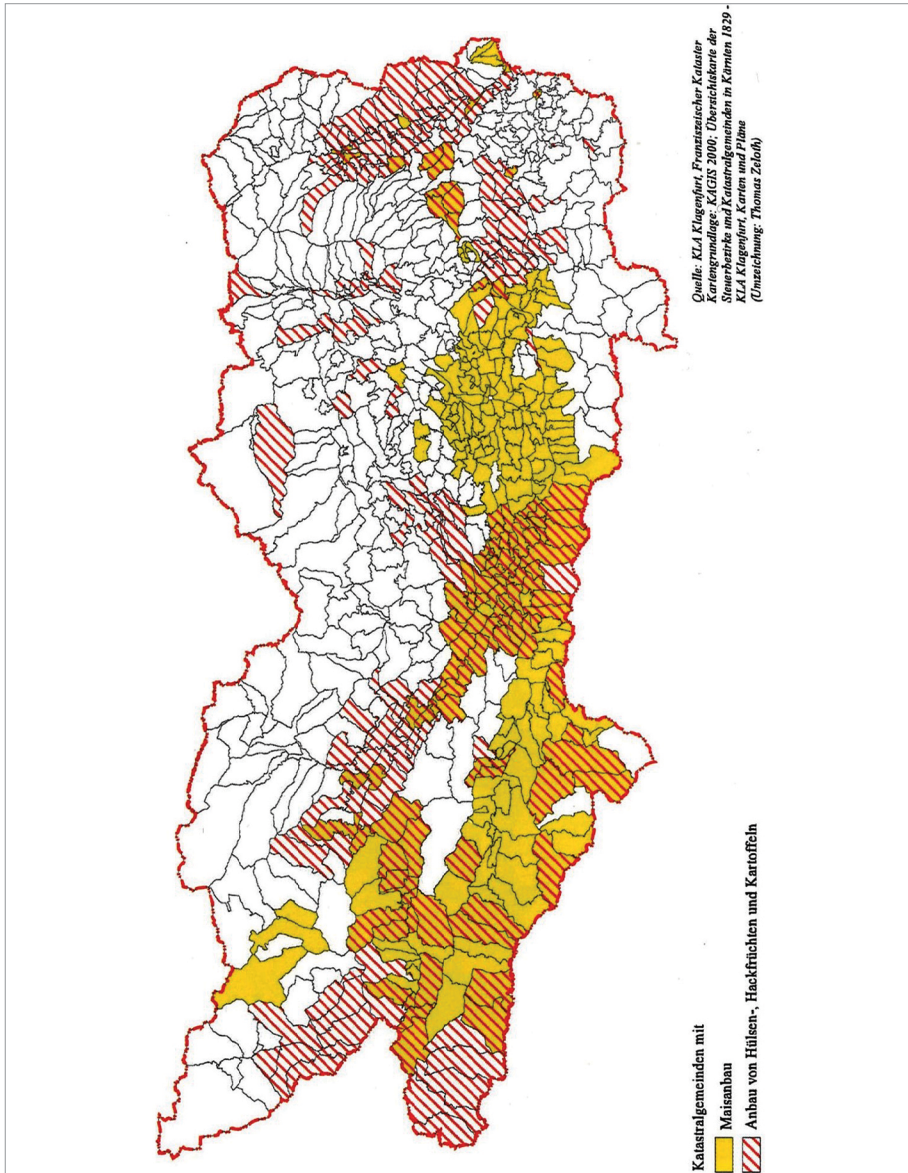 Katastralgemeinden mit
Maisanbau
Anbau von Hülsen-, Hackfrüchten und Kartoffeln
Quelle: KLA Klagenfurt, Franziszeischer Kataster
Kartengrundlage: KAGIS 2000; Übersichtskarte der
Steuerbezirke und Katastralgemeinden in Kärnten 1829 -
KLA Klagenfurt, Karten und Pläne
(Umzeichnung: Thomas Zeloth)